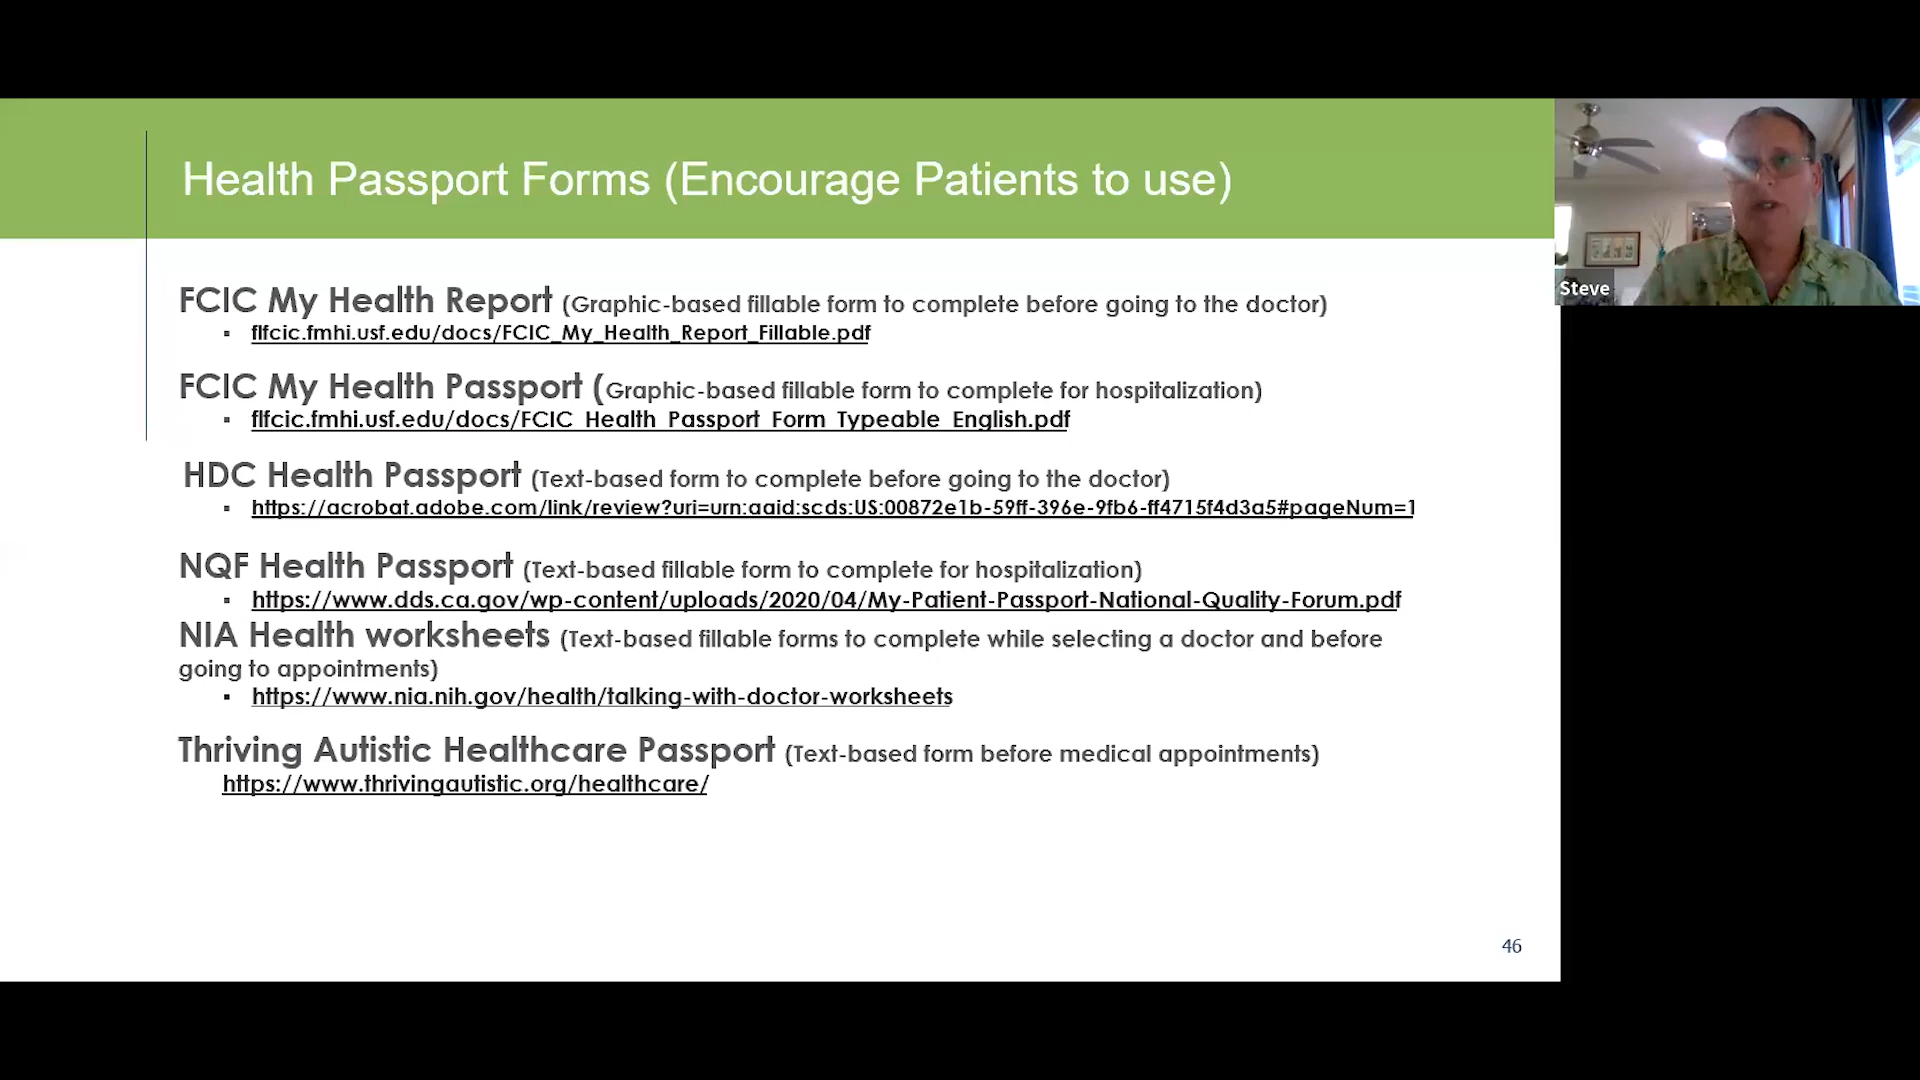 Health Passport Forms (Encourage Patients to use)
Steve
FCIC My Health Report (Graphic-based fillable form to complete before going to the doctor)
▪ flfcic.fmhi.usf.edu/docs/FCIC_My_Health_Report_Fillable.pdf
FCIC My Health Passport (Graphic-based fillable form to complete for hospitalization)
▪ flfcic.fmhi.usf.edu/docs/FCIC_Health_Passport_Form_Typeable_English.pdf
HDC Health Passport (Text-based form to complete before going to the doctor)
▪ https://acrobat.adobe.com/link/review?uri=urn:aaid:scds:US:00872e1b-59ff-396e-9fb6-ff4715f4d3a5#pageNum=1
NQF Health Passport (Text-based fillable form to complete for hospitalization)
▪ https://www.dds.ca.gov/wp-content/uploads/2020/04/My-Patient-Passport-National-Quality-Forum.pdf
NIA Health worksheets (Text-based fillable forms to complete while selecting a doctor and before
going to appointments)
▪ https://www.nia.nih.gov/health/talking-with-doctor-worksheets
Thriving Autistic Healthcare Passport (Text-based form before medical appointments)
https://www.thrivingautistic.org/healthcare/
46